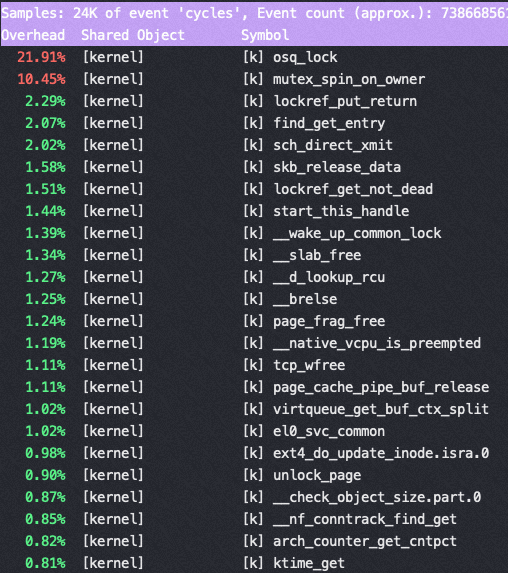 Samples: 24K of event 'cycles', Event count (approx.): 738668561
Overhead  Shared Object       Symbol
21.91%  [kernel]            [k] osq_lock
10.45%  [kernel]            [k] mutex_spin_on_owner
2.29%  [kernel]            [k] lockref_put_return
2.07%  [kernel]            [k] find_get_entry
2.02%  [kernel]            [k] sch_direct_xmit
1.58%  [kernel]            [k] skb_release_data
1.51%  [kernel]            [k] lockref_get_not_dead
1.44%  [kernel]            [k] start_this_handle
1.39%  [kernel]            [k] __wake_up_common_lock
1.34%  [kernel]            [k] __slab_free
1.27%  [kernel]            [k] __d_lookup_rcu
1.25%  [kernel]            [k] __brelse
1.24%  [kernel]            [k] page_frag_free
1.19%  [kernel]            [k] __native_vcpu_is_preempted
1.11%  [kernel]            [k] tcp_wfree
1.11%  [kernel]            [k] page_cache_pipe_buf_release
1.02%  [kernel]            [k] virtqueue_get_buf_ctx_split
1.02%  [kernel]            [k] el0_svc_common
0.98%  [kernel]            [k] ext4_do_update_inode.isra.0
0.90%  [kernel]            [k] unlock_page
0.87%  [kernel]            [k] __check_object_size.part.0
0.85%  [kernel]            [k] __nf_conntrack_find_get
0.82%  [kernel]            [k] arch_counter_get_cntpct
0.81%  [kernel]            [k] ktime_get